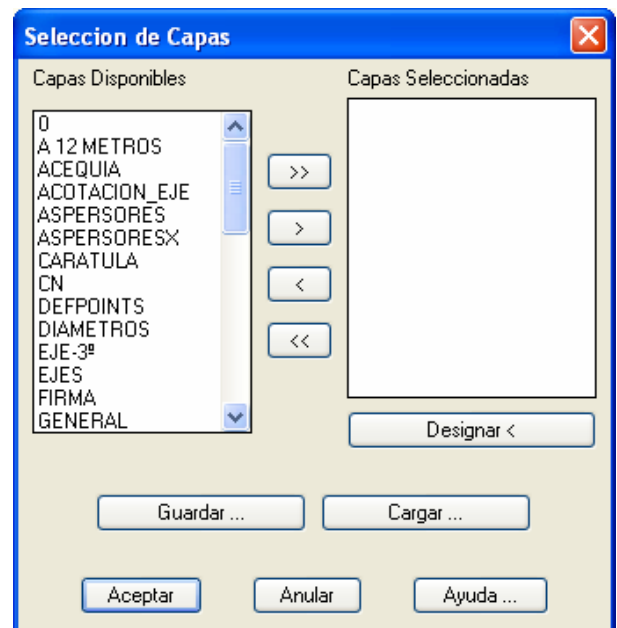 Seleccion de Capas
Capas Disponibles
Capas Seleccionadas
0
A 12 METROS
ACEQUIA
ACOTACION_EJE
ASPERSORES
ASPERSORESX
CARATULA
CN
DEFPOINTS
DIAMETROS
EJE-3ª
EJES
FIRMA
GENERAL
>>
>
<
<<
Designar <
Guardar ...
Cargar ...
Aceptar
Anular
Ayuda ...